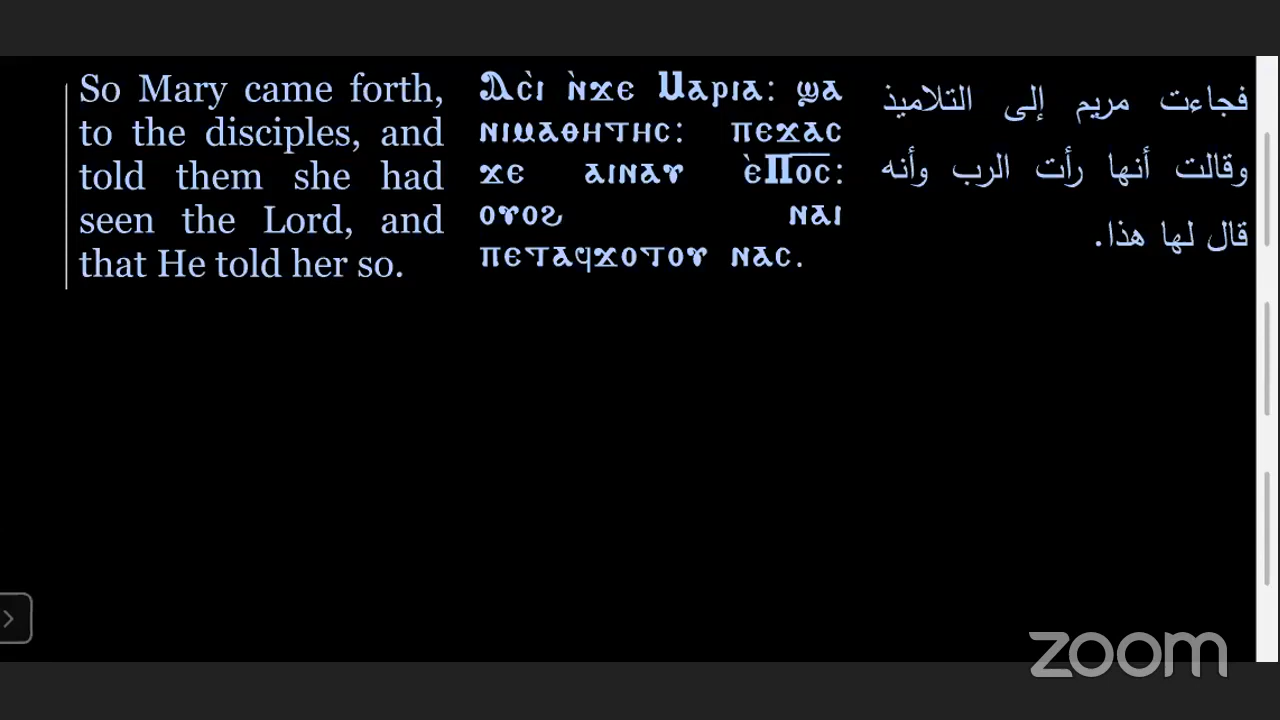 So Mary came forth,
to the disciples, and
told them she had
seen the Lord, and
that He told her so.
Ⲁⲥ̀ⲓ ⲛ̀ϫⲉ Ⲙⲁⲣⲓⲁ: ϣⲁ
ⲛⲓⲙⲁⲑⲏⲧⲏⲥ: ⲡⲉϫⲁⲥ
ϫⲉ ⲁⲓⲛⲁⲩ ⲉ̀Ⲡⲟ̅ⲥ̅:
ⲟⲩⲟϩ ⲛⲁⲓ
ⲡⲉⲧⲁϥϫⲟⲧⲟⲩ ⲛⲁⲥ.
فجاءت مريم إلى التلاميذ
وقالت أنها رأت الرب وأنه
قال لها هذا.
zoom